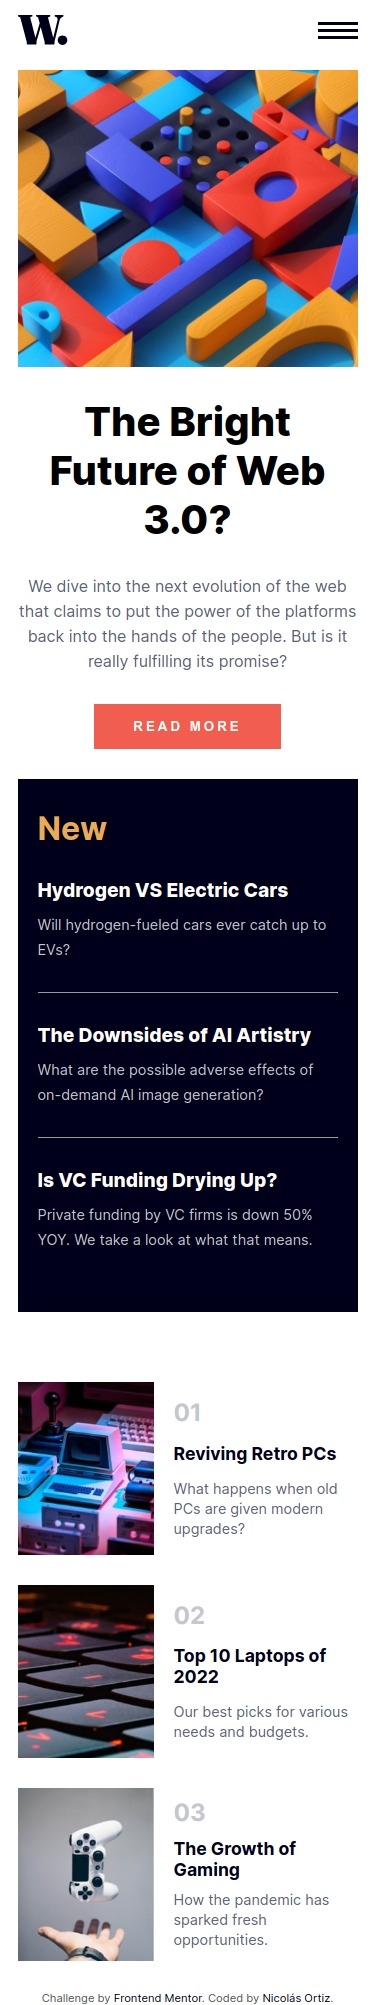 W.
The Bright
Future of Web
3.0?
We dive into the next evolution of the web
that claims to put the power of the platforms
back into the hands of the people. But is it
really fulfilling its promise?
READ MORE
New
Hydrogen VS Electric Cars
Will hydrogen-fueled cars ever catch up to
EVs?
The Downsides of AI Artistry
What are the possible adverse effects of
on-demand AI image generation?
Is VC Funding Drying Up?
Private funding by VC firms is down 50%
YOY. We take a look at what that means.
01
Reviving Retro PCs
What happens when old
PCs are given modern
upgrades?
02
Top 10 Laptops of
2022
Our best picks for various
needs and budgets.
03
The Growth of
Gaming
How the pandemic has
sparked fresh
opportunities.
Challenge by Frontend Mentor. Coded by Nicolás Ortiz.